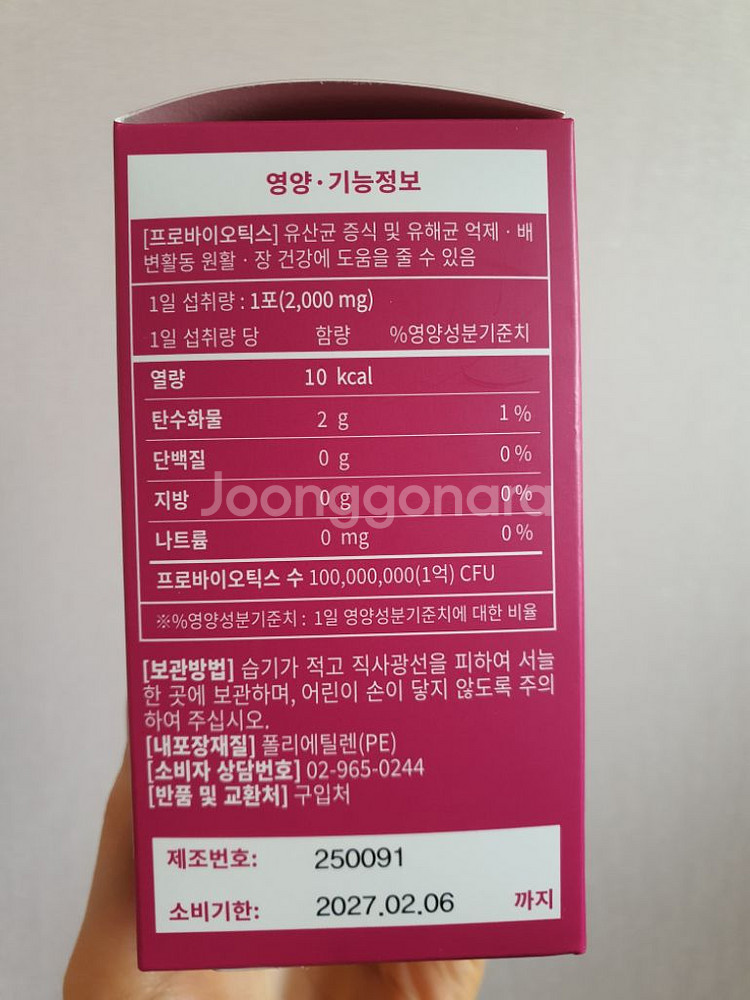 영양·기능정보
[프로바이오틱스] 유산균 증식 및 유해균 억제·배
변활동 원활·장 건강에 도움을 줄 수 있음
1일 섭취량 : 1포(2,000 mg)
1일 섭취량 당 함량 %영양성분기준치
열량 10 kcal
탄수화물 2 g 1 %
단백질 0 g 0 %
지방 0 g 0 %
Joonggonara
나트륨 0 mg 0 %
프로바이오틱스 수 100,000,000(1억) CFU
※%영양성분기준치 : 1일 영양성분기준치에 대한 비율
[보관방법] 습기가 적고 직사광선을 피하여 서늘
한 곳에 보관하며, 어린이 손이 닿지 않도록 주의
하여 주십시오.
[내포장재질] 폴리에틸렌(PE)
[소비자 상담번호] 02-965-0244
[반품 및 교환처] 구입처
제조번호: 250091
소비기한: 2027.02.06 까지